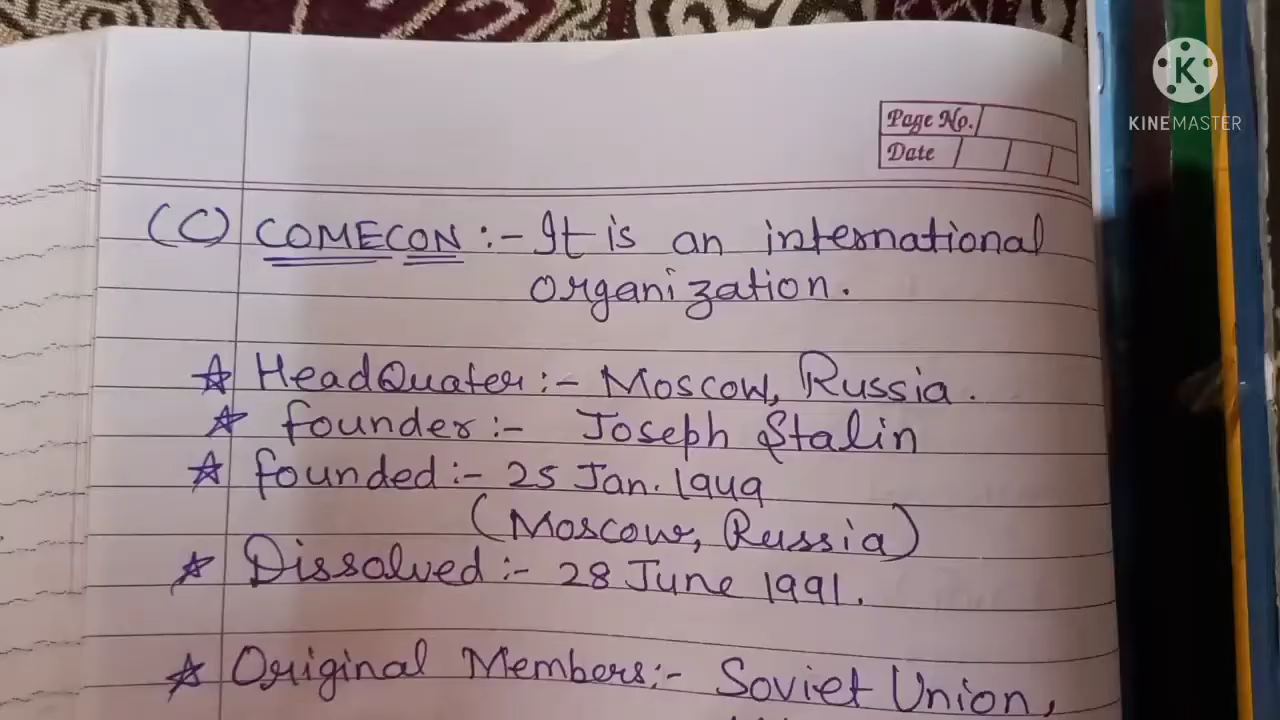 KINEMASTER
Page No.
Date
(C) COMECON :- It is an international
organization.
☆ HeadQuater :- Moscow, Russia.
☆ founder :- Joseph Stalin
☆ founded :- 25 Jan. 1949
(Moscow, Russia)
☆ Dissolved :- 28 June 1991.
☆ Original Members :- Soviet Union,